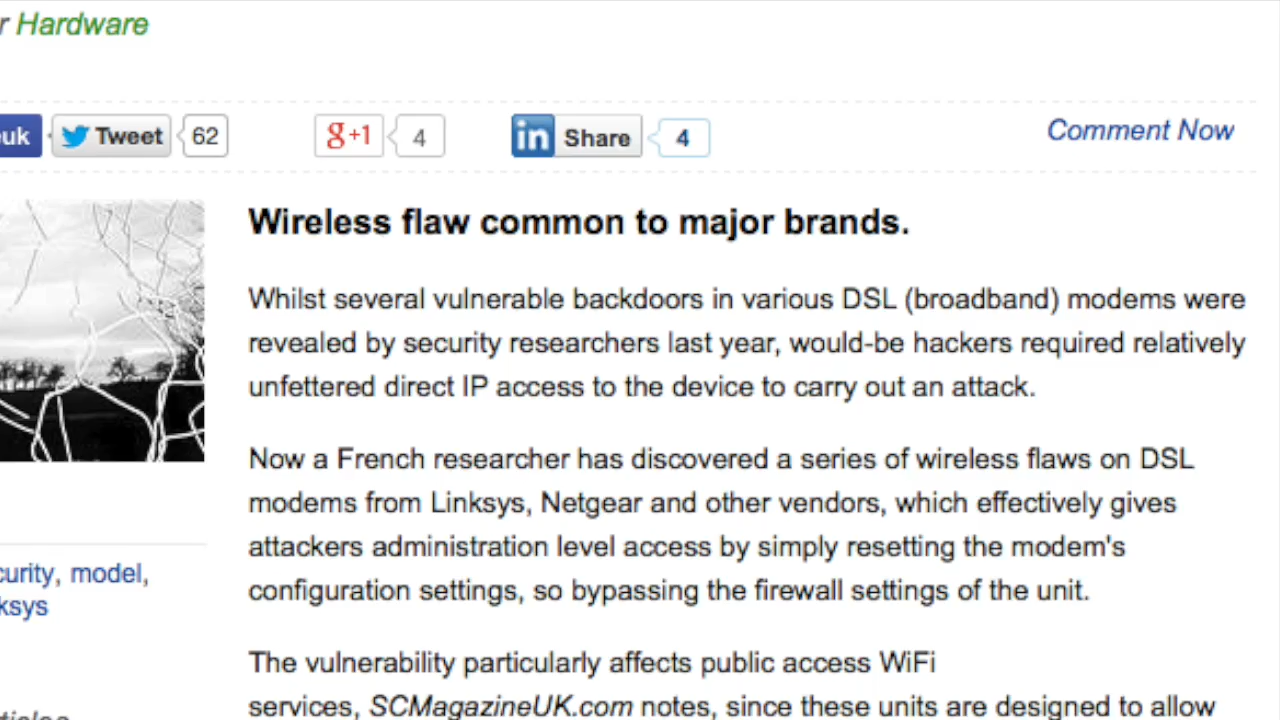 Hardware
Tweet 62 g+1 4 in Share 4 Comment Now
Wireless flaw common to major brands.
Whilst several vulnerable backdoors in various DSL (broadband) modems were
revealed by security researchers last year, would-be hackers required relatively
unfettered direct IP access to the device to carry out an attack.
Now a French researcher has discovered a series of wireless flaws on DSL
modems from Linksys, Netgear and other vendors, which effectively gives
attackers administration level access by simply resetting the modem's
configuration settings, so bypassing the firewall settings of the unit.
curity, model,
ksys
The vulnerability particularly affects public access WiFi
services, SCMagazineUK.com notes, since these units are designed to allow